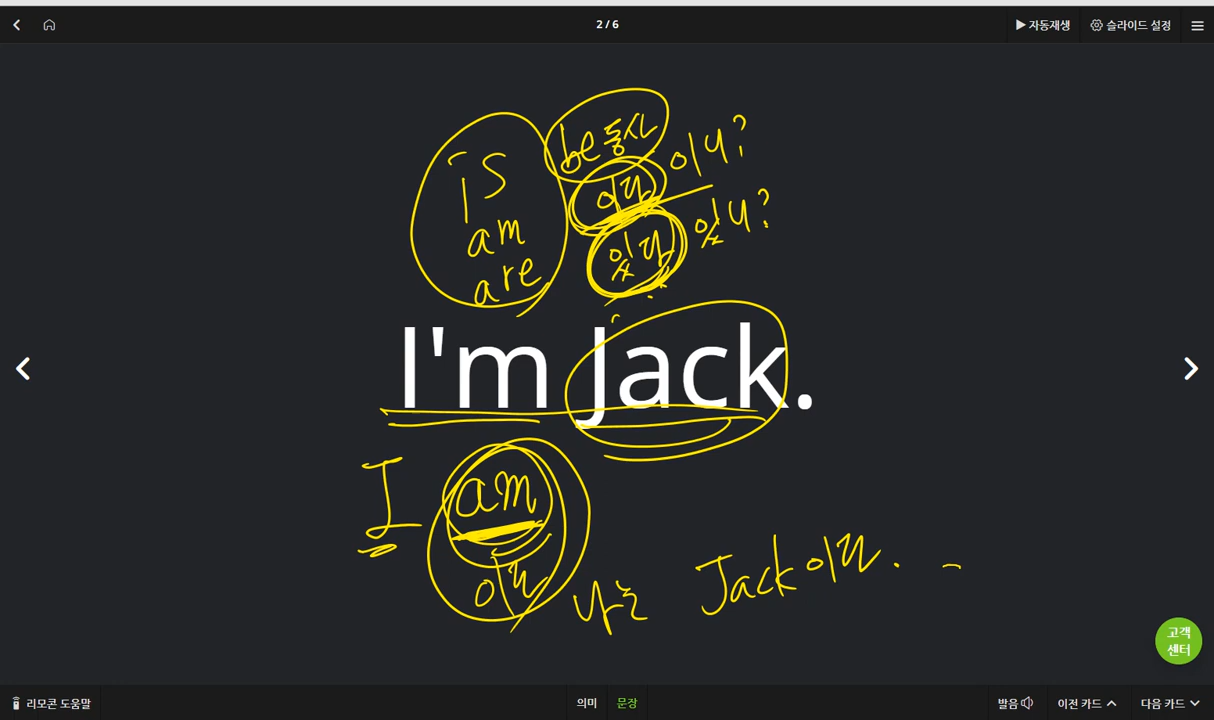 2 / 6
자동재생
슬라이드 설정
be동사
is
이다 이니?
am
있다 있니?
are
I'm Jack.
I am
이다
나는 Jack이다.
고객
센터
리모콘 도움말
의미
문장
발음
이전 카드
다음 카드